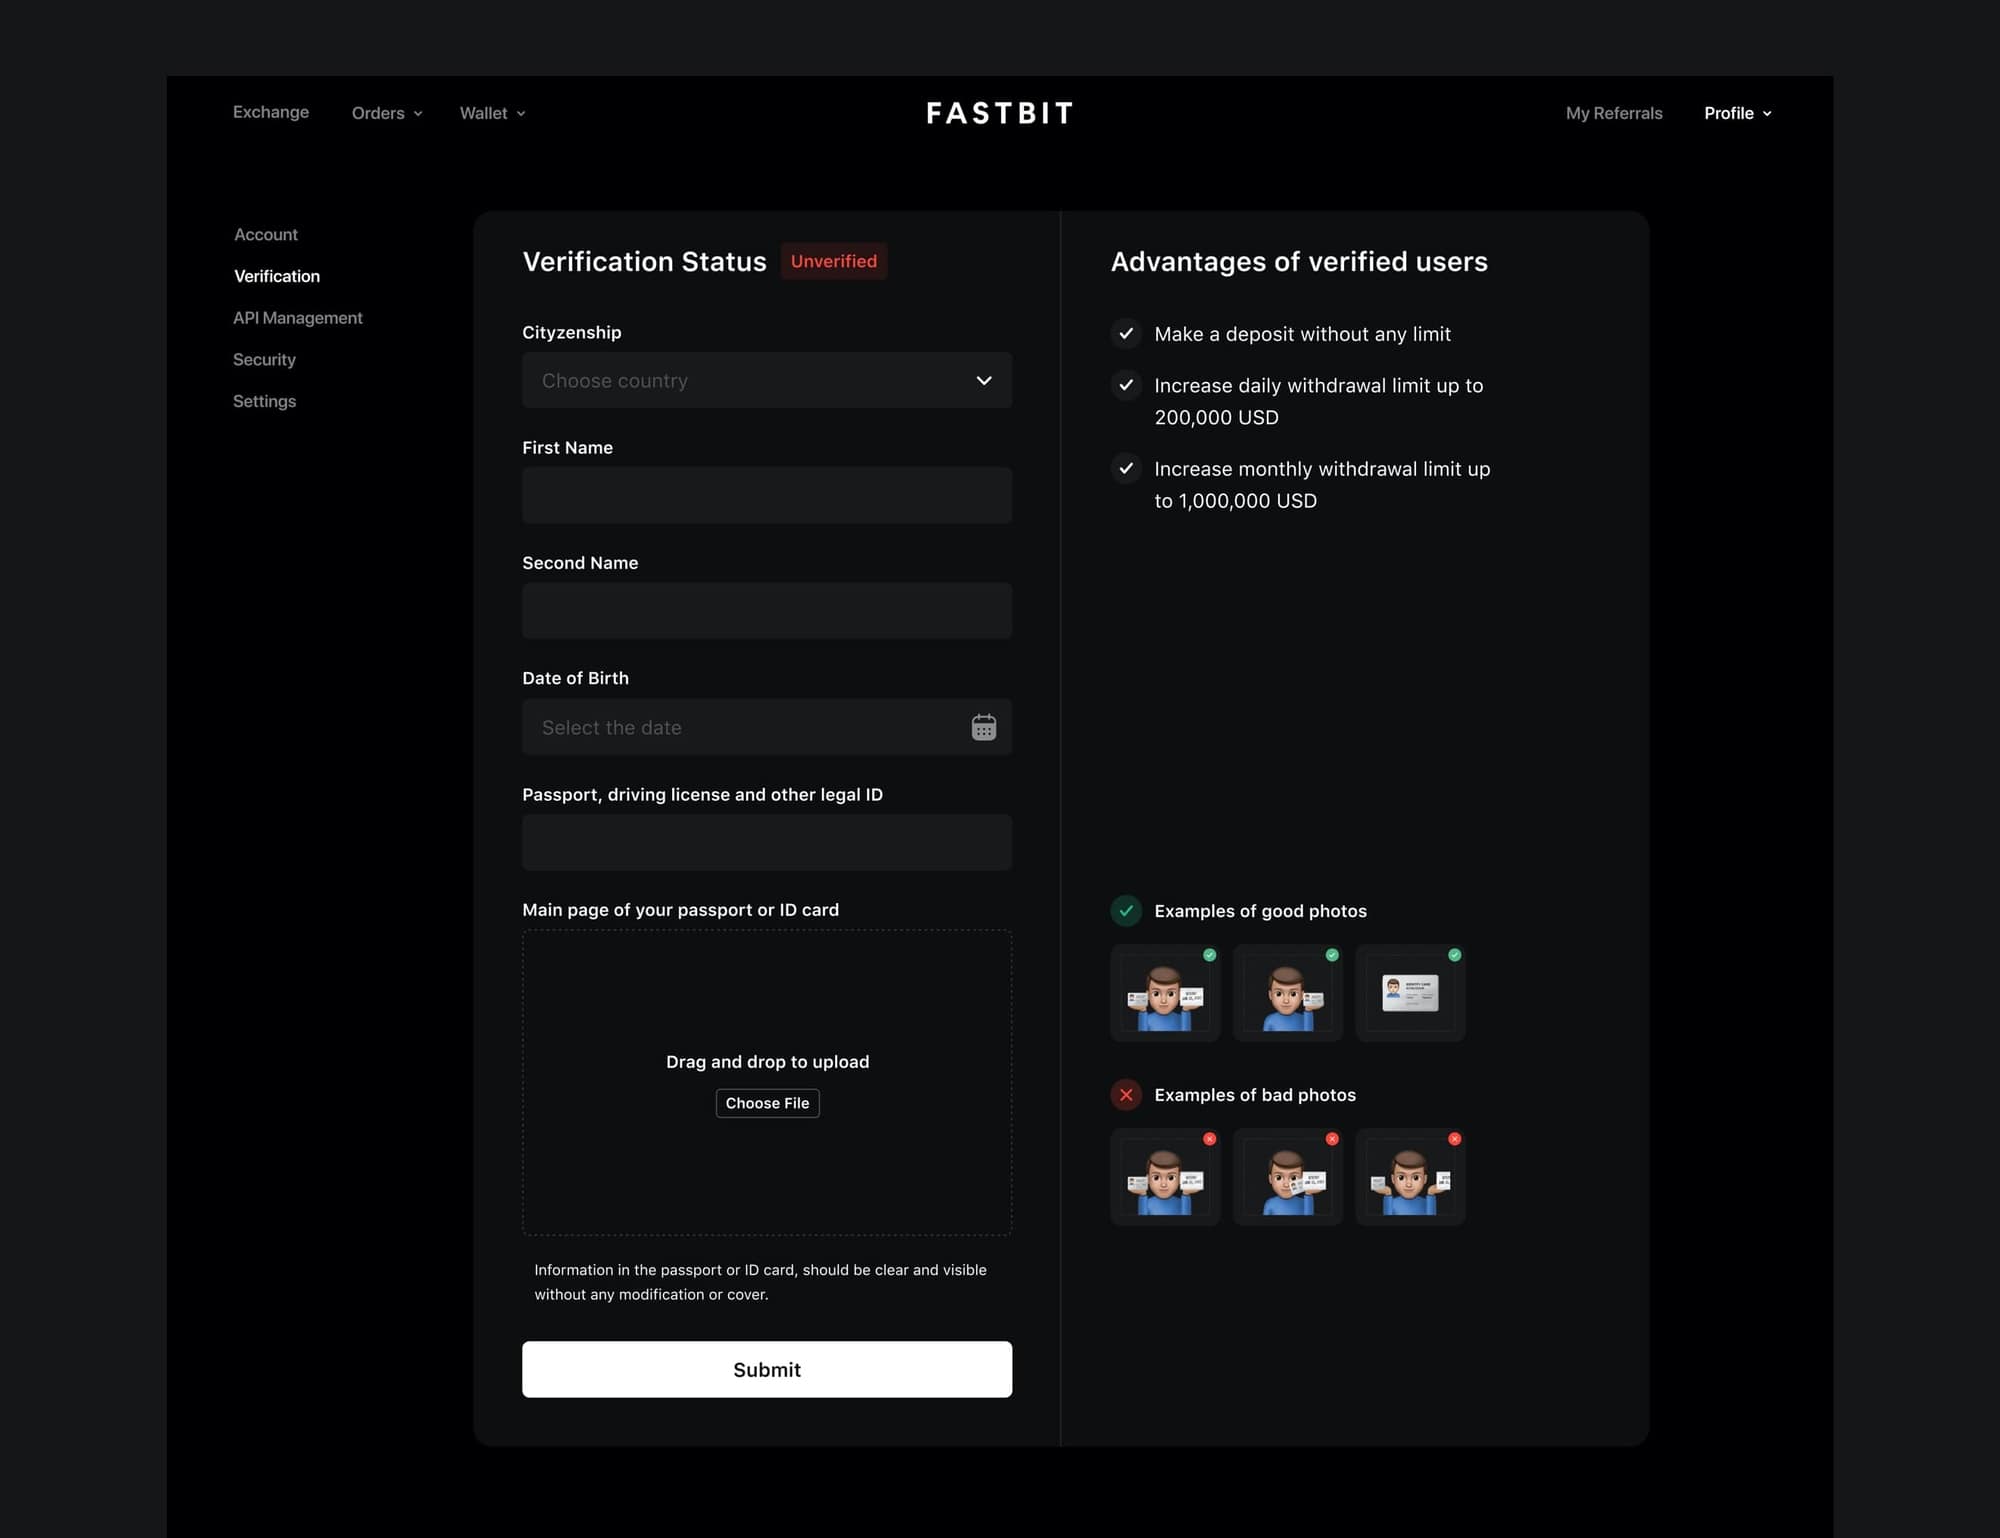 Exchange
Orders
Wallet
FASTBIT
My Referrals
Profile
Account
Verification
API Management
Security
Settings
Verification Status
Unverified
Cityzenship
Choose country
First Name
Second Name
Date of Birth
Select the date
Passport, driving license and other legal ID
Main page of your passport or ID card
Drag and drop to upload
Choose File
Information in the passport or ID card, should be clear and visible
without any modification or cover.
Submit
Advantages of verified users
Make a deposit without any limit
Increase daily withdrawal limit up to
200,000 USD
Increase monthly withdrawal limit up
to 1,000,000 USD
Examples of good photos
Examples of bad photos